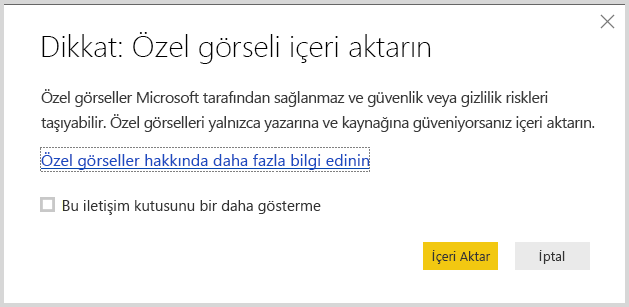 Dikkat: Özel görseli içeri aktarın
Özel görseller Microsoft tarafından sağlanmaz ve güvenlik veya gizlilik riskleri
taşıyabilir. Özel görselleri yalnızca yazarına ve kaynağına güveniyorsanız içeri aktarın.
Özel görseller hakkında daha fazla bilgi edinin
Bu iletişim kutusunu bir daha gösterme
İçeri Aktar
İptal